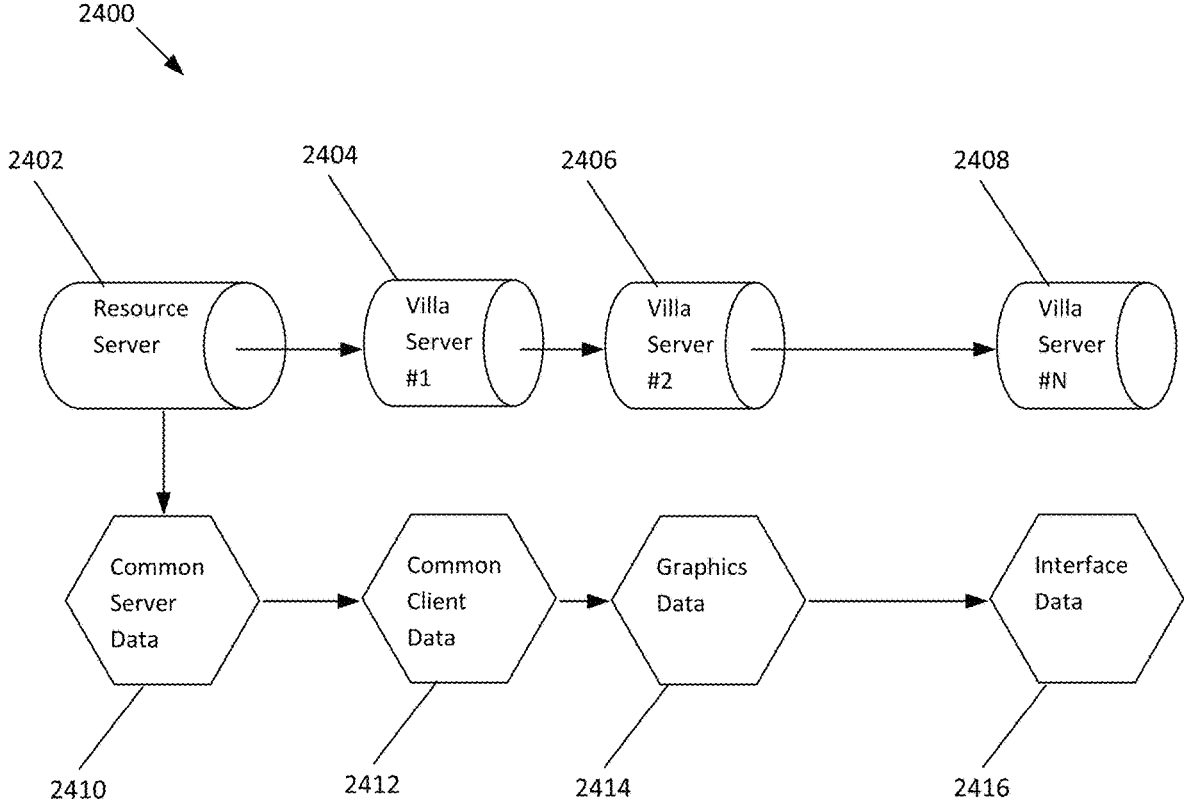 2400
2402
2404
2406
2408
Resource
Server
Villa
Server
#1
Villa
Server
#2
Villa
Server
#N
Common
Server
Data
Common
Client
Data
Graphics
Data
Interface
Data
2410
2412
2414
2416